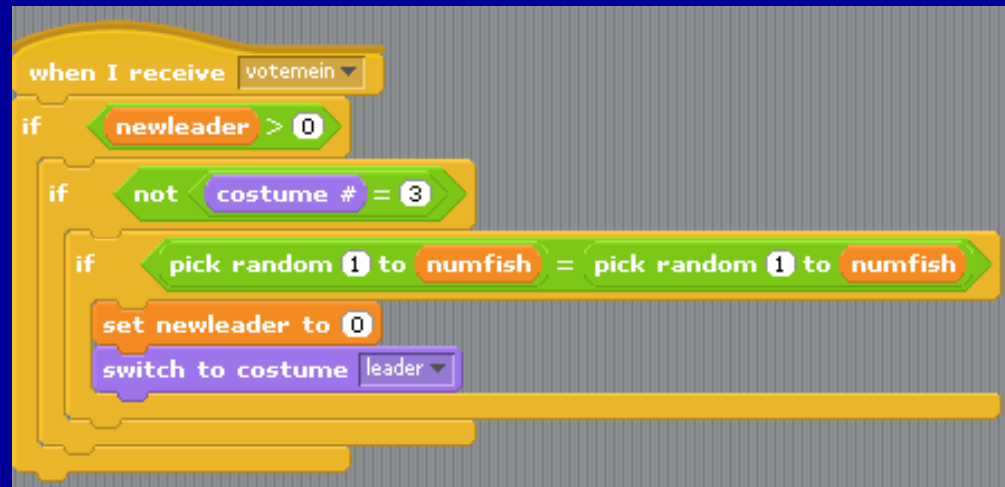 when I receive votemein
if newleader > 0
if not costume # = 3
if pick random 1 to numfish = pick random 1 to numfish
set newleader to 0
switch to costume leader